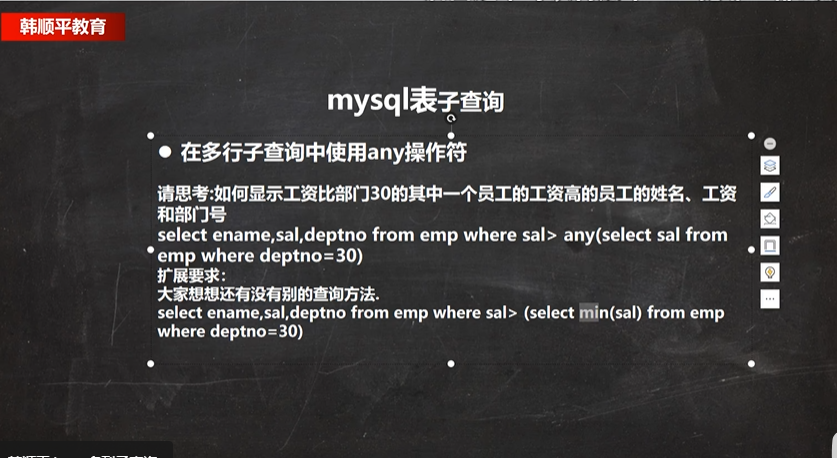 韩顺平教育
mysql表子查询
● 在多行子查询中使用any操作符
请思考:如何显示工资比部门30的其中一个员工的工资高的员工的姓名、工资
和部门号
select ename,sal,deptno from emp where sal> any(select sal from
emp where deptno=30)
扩展要求:
大家想想还有没有别的查询方法.
select ename,sal,deptno from emp where sal> (select min(sal) from emp
where deptno=30)